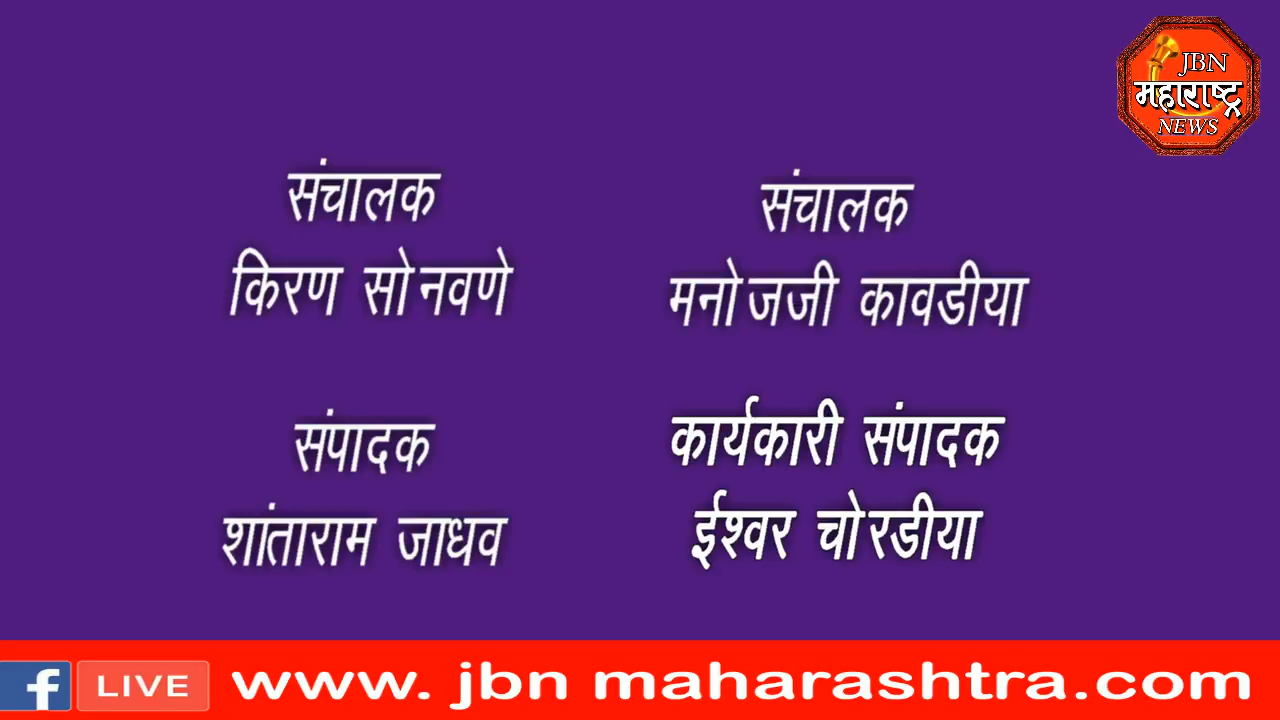 JBN
महाराष्ट्र
NEWS
संचालक
किरण सोनवणे
संचालक
मनोजजी कावडीया
संपादक
शांताराम जाधव
कार्यकारी संपादक
ईश्वर चोरडीया
f LIVE www. jbn maharashtra.com